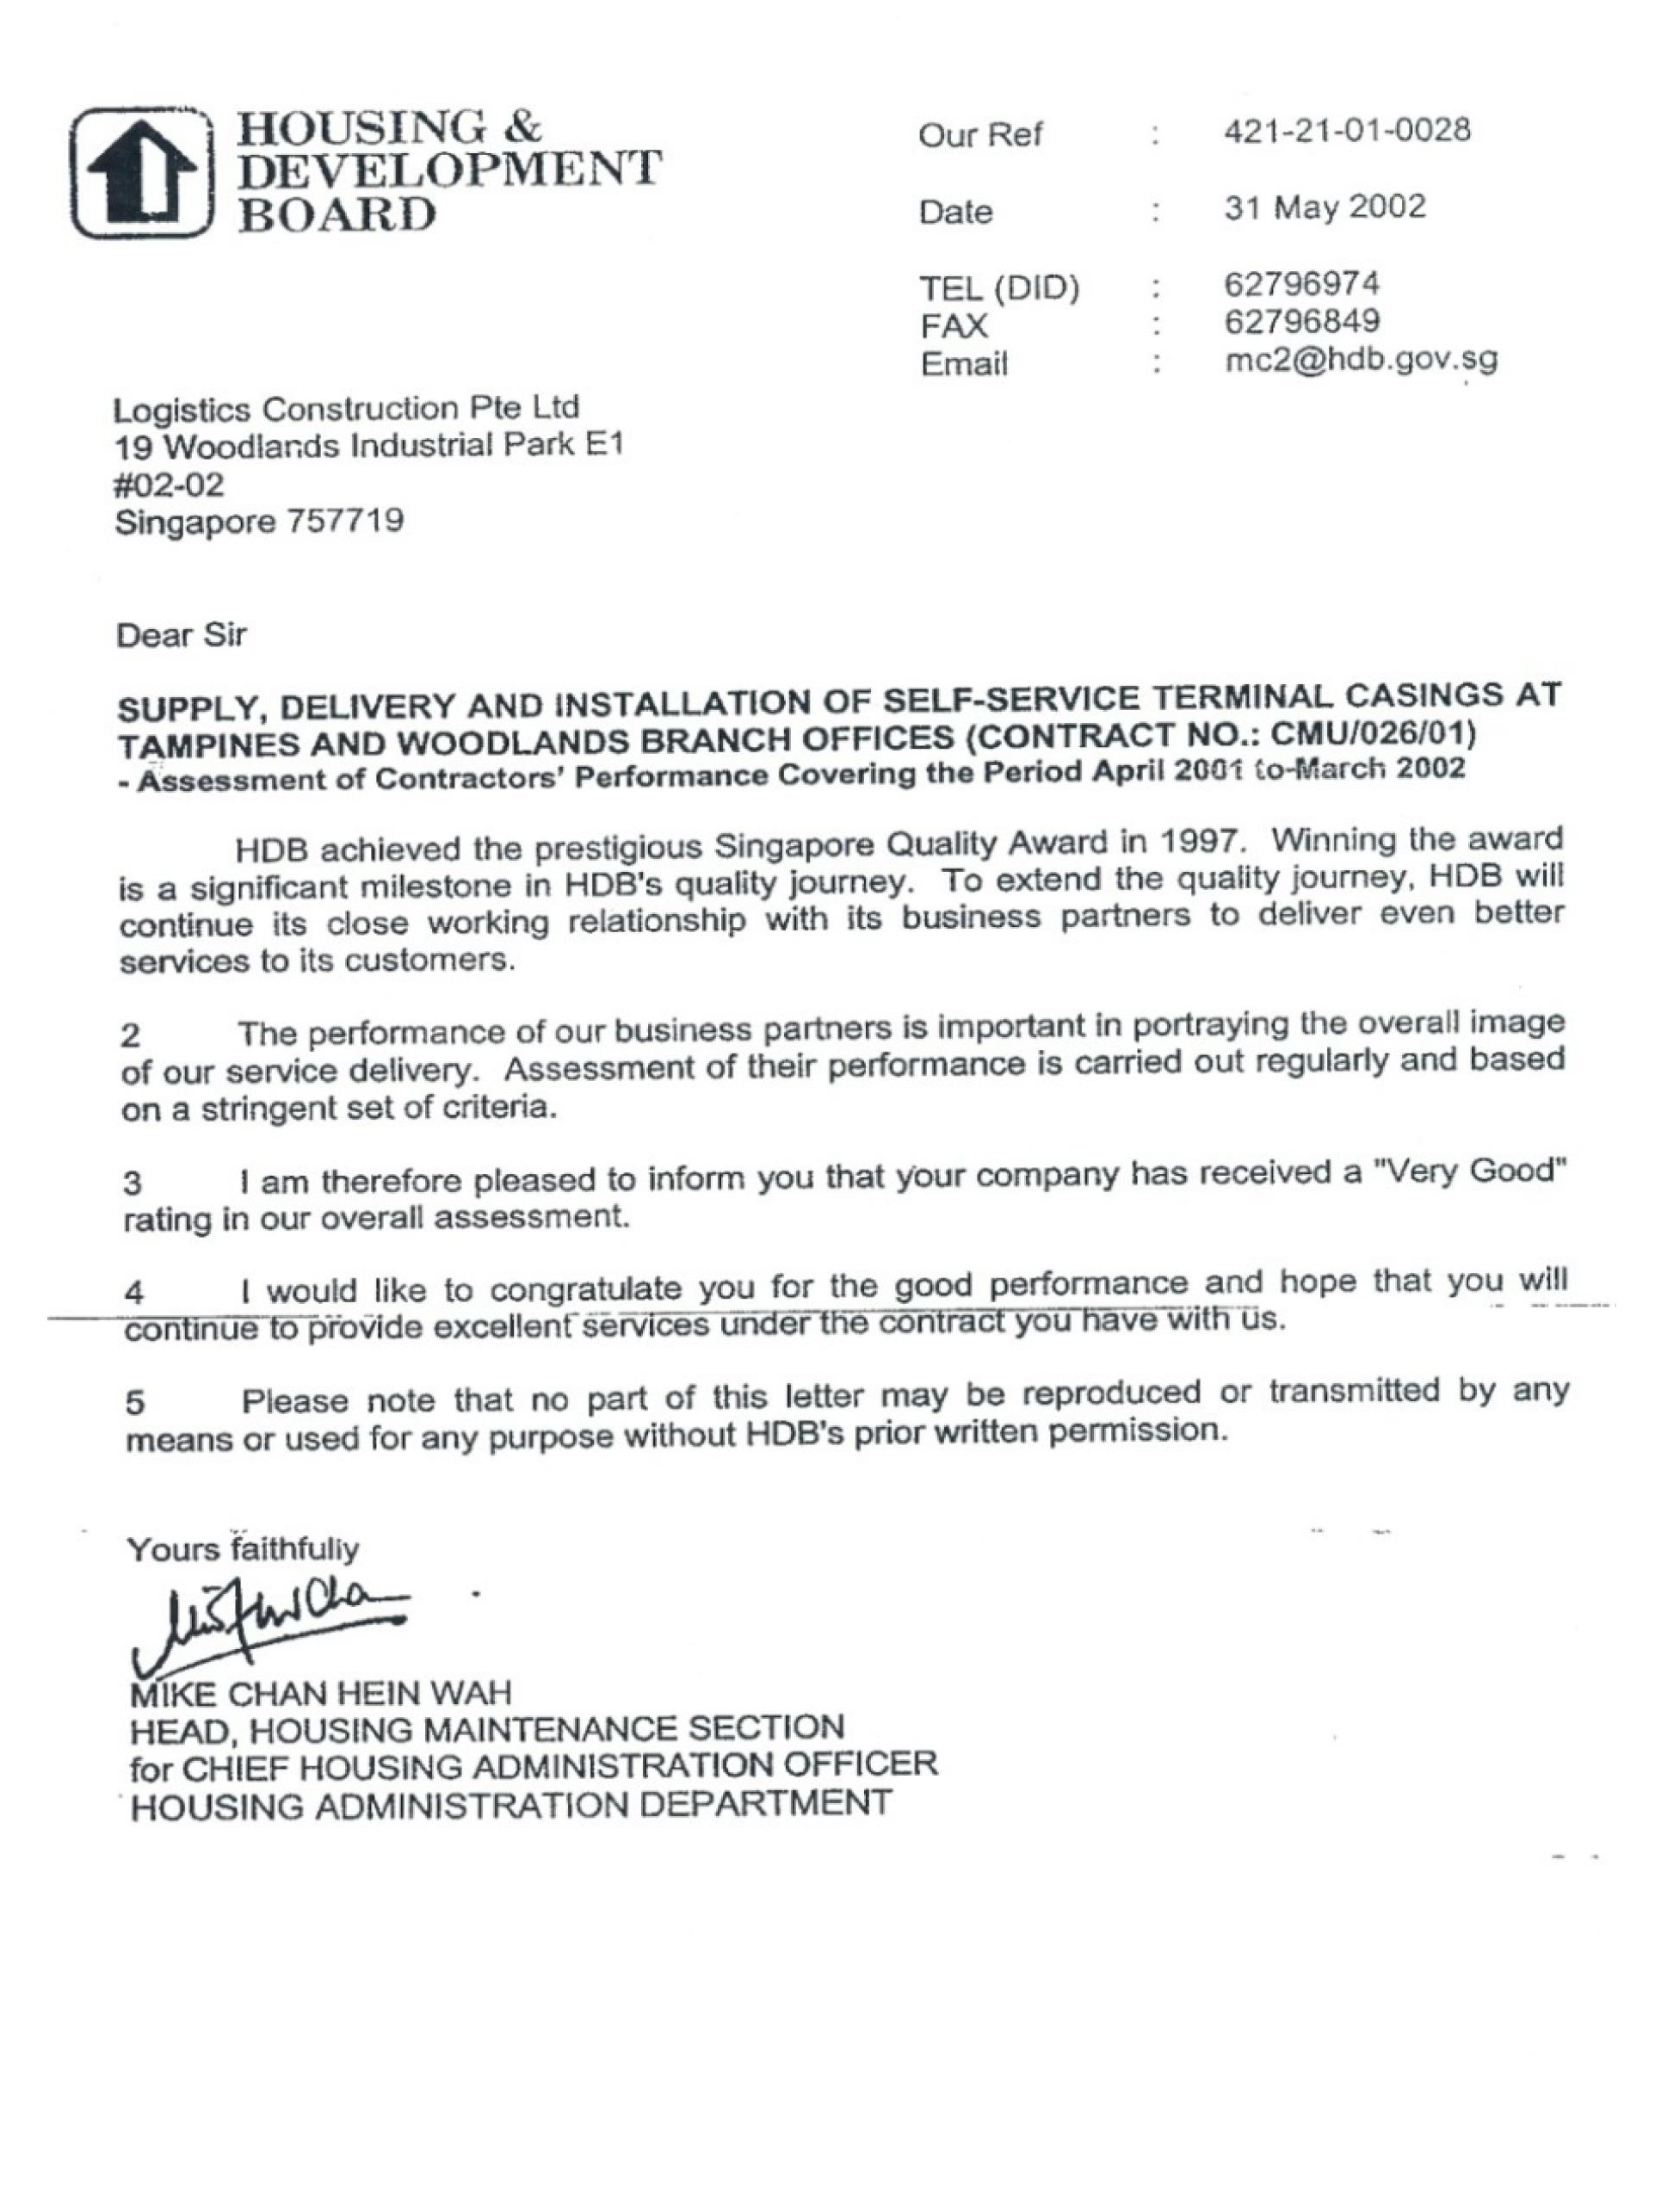 HOUSING &
DEVELOPMENT
BOARD
Our Ref : 421-21-01-0028
Date : 31 May 2002
TEL (DID) : 62796974
FAX : 62796849
Email : mc2@hdb.gov.sg
Logistics Construction Pte Ltd
19 Woodlands Industrial Park E1
#02-02
Singapore 757719
Dear Sir
SUPPLY, DELIVERY AND INSTALLATION OF SELF-SERVICE TERMINAL CASINGS AT
TAMPINES AND WOODLANDS BRANCH OFFICES (CONTRACT NO.: CMU/026/01)
- Assessment of Contractors' Performance Covering the Period April 2001 to March 2002
HDB achieved the prestigious Singapore Quality Award in 1997. Winning the award
is a significant milestone in HDB's quality journey. To extend the quality journey, HDB will
continue its close working relationship with its business partners to deliver even better
services to its customers.
2 The performance of our business partners is important in portraying the overall image
of our service delivery. Assessment of their performance is carried out regularly and based
on a stringent set of criteria.
3 I am therefore pleased to inform you that your company has received a "Very Good"
rating in our overall assessment.
4 I would like to congratulate you for the good performance and hope that you will
continue to provide excellent services under the contract you have with us.
5 Please note that no part of this letter may be reproduced or transmitted by any
means or used for any purpose without HDB's prior written permission.
Yours faithfully
MIKE CHAN HEIN WAH
HEAD, HOUSING MAINTENANCE SECTION
for CHIEF HOUSING ADMINISTRATION OFFICER
HOUSING ADMINISTRATION DEPARTMENT